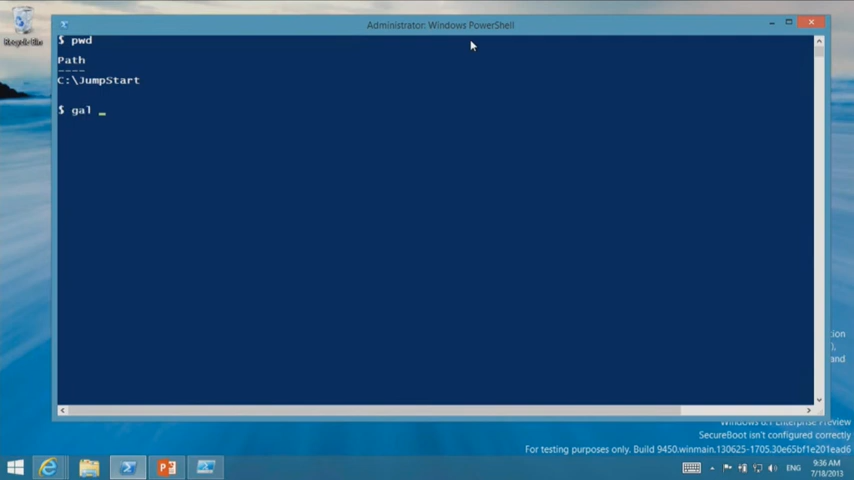 Administrator: Windows PowerShell
Recycle Bin
$ pwd
Path
----
C:\JumpStart
$ gal _
Windows 8.1 Enterprise Preview
SecureBoot isn't configured correctly
For testing purposes only. Build 9450.winmain.130625-1705.30e65bf1e201ead6
ENG
9:36 AM
7/18/2013